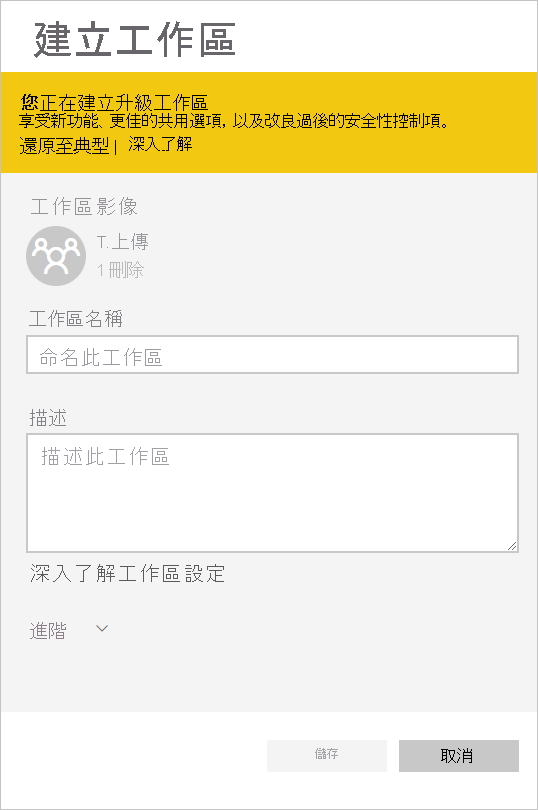 建立工作區
您正在建立升級工作區
享受新功能、更佳的共用選項, 以及改良過後的安全性控制項。
還原至典型 | 深入了解
工作區影像
T.上傳
1刪除
工作區名稱
命名此工作區
描述
描述此工作區
深入了解工作區設定
進階
儲存 取消